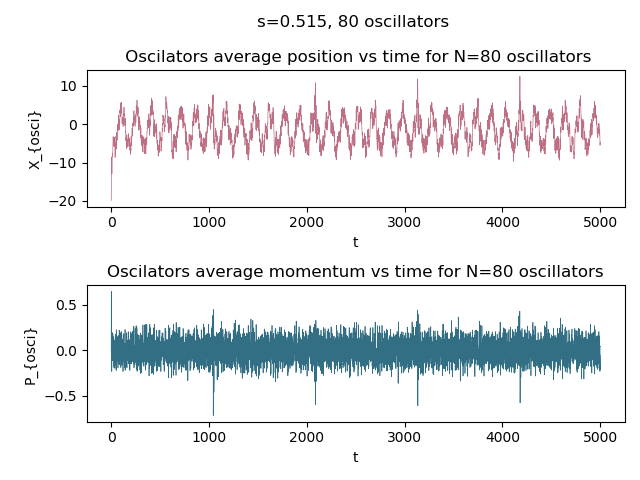 s=0.515, 80 oscillators
Oscilators average position vs time for N=80 oscillators
10
0
−10
−20
X_{osci}
0
1000
2000
3000
4000
5000
t
Oscilators average momentum vs time for N=80 oscillators
0.5
0.0
−0.5
P_{osci}
0
1000
2000
3000
4000
5000
t